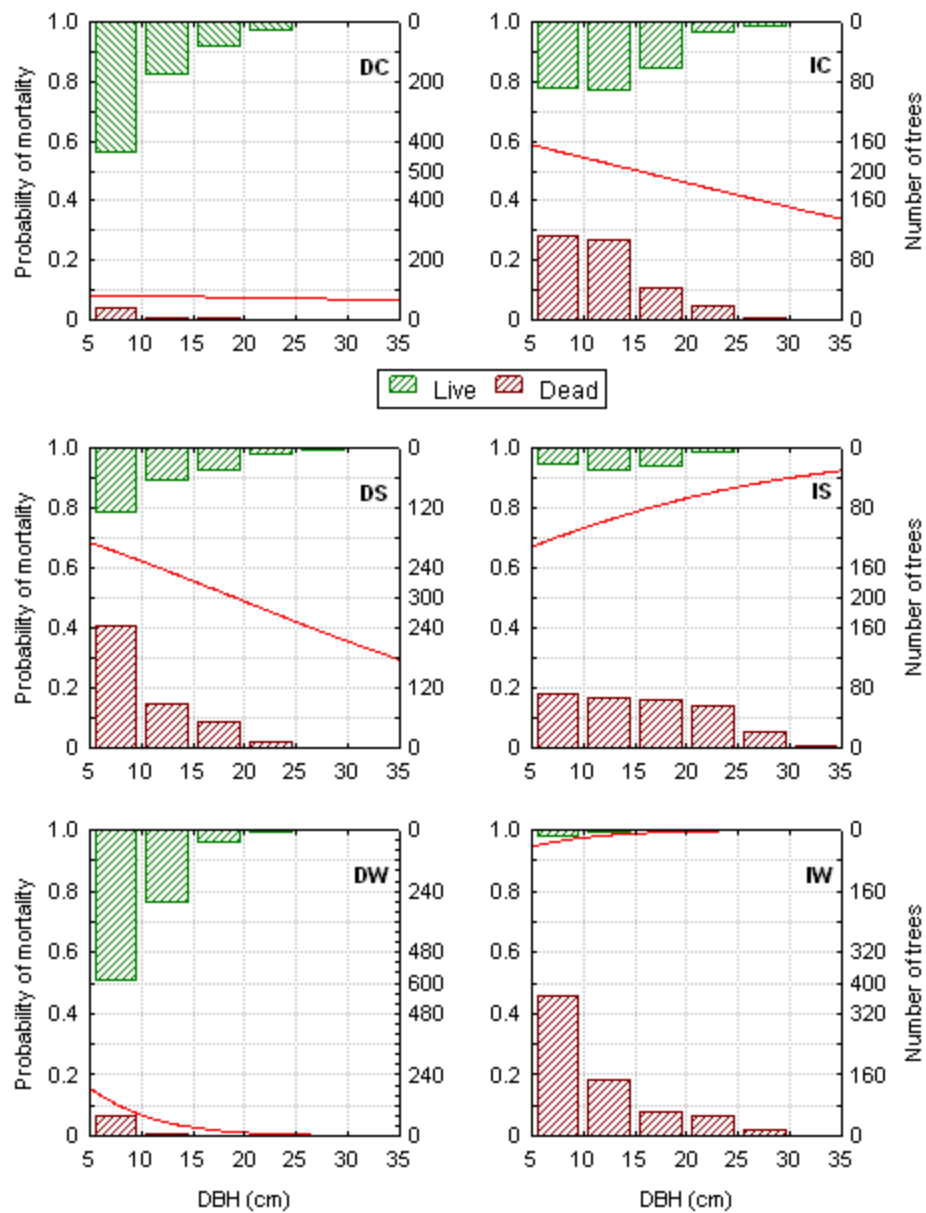 1.0 0 1.0 0
DC IC
0.8 200 0.8 80
0.6 400 0.6 160
500 200
0.4 400 0.4 160
0.2 200 0.2 80
0 0 0 0
5 10 15 20 25 30 35 5 10 15 20 25 30 35
Probability of mortality
Number of trees
Live Dead
1.0 0 1.0 0
DS IS
0.8 120 0.8 80
0.6 240 0.6 160
300 200
0.4 240 0.4 160
0.2 120 0.2 80
0 0 0 0
5 10 15 20 25 30 35 5 10 15 20 25 30 35
Probability of mortality
Number of trees
1.0 0 1.0 0
DW IW
0.8 240 0.8 160
0.6 480 0.6 320
600 400
0.4 480 0.4 320
0.2 240 0.2 160
0 0 0 0
5 10 15 20 25 30 35 5 10 15 20 25 30 35
Probability of mortality
Number of trees
DBH (cm) DBH (cm)